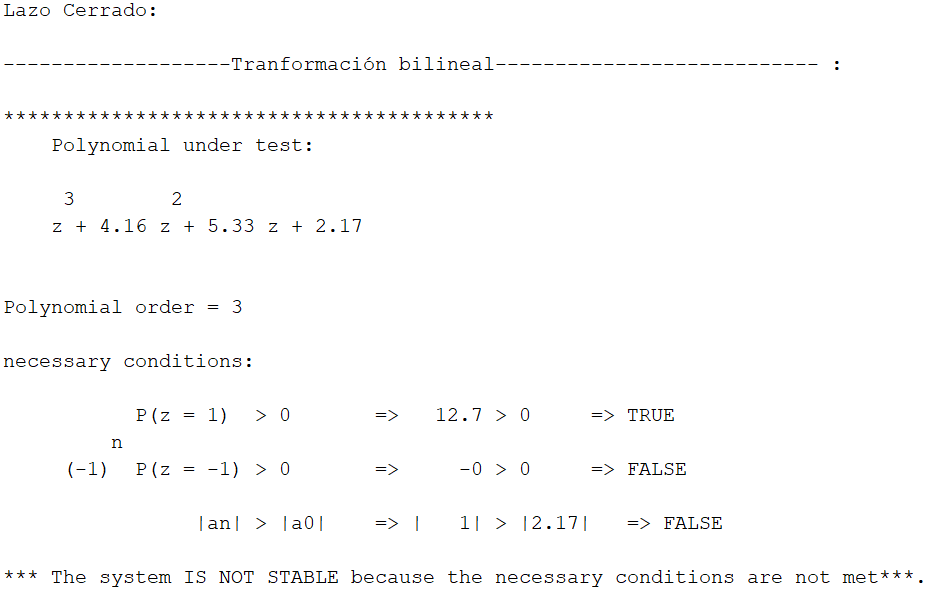 Lazo Cerrado:
-------------------Tranformación bilineal--------------------------- :
*****************************************
Polynomial under test:
3 2
z + 4.16 z + 5.33 z + 2.17
Polynomial order = 3
necessary conditions:
P(z = 1) > 0 => 12.7 > 0 => TRUE
n
(-1) P(z = -1) > 0 => -0 > 0 => FALSE
|an| > |a0| => | 1| > |2.17| => FALSE
*** The system IS NOT STABLE because the necessary conditions are not met***.